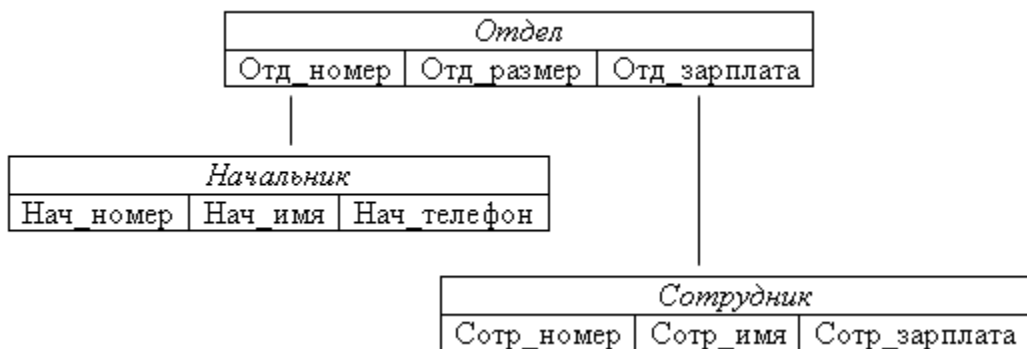 Отдел
Отд_номер Отд_размер Отд_зарплата
Начальник
Нач_номер Нач_имя Нач_телефон
Сотрудник
Сотр_номер Сотр_имя Сотр_зарплата